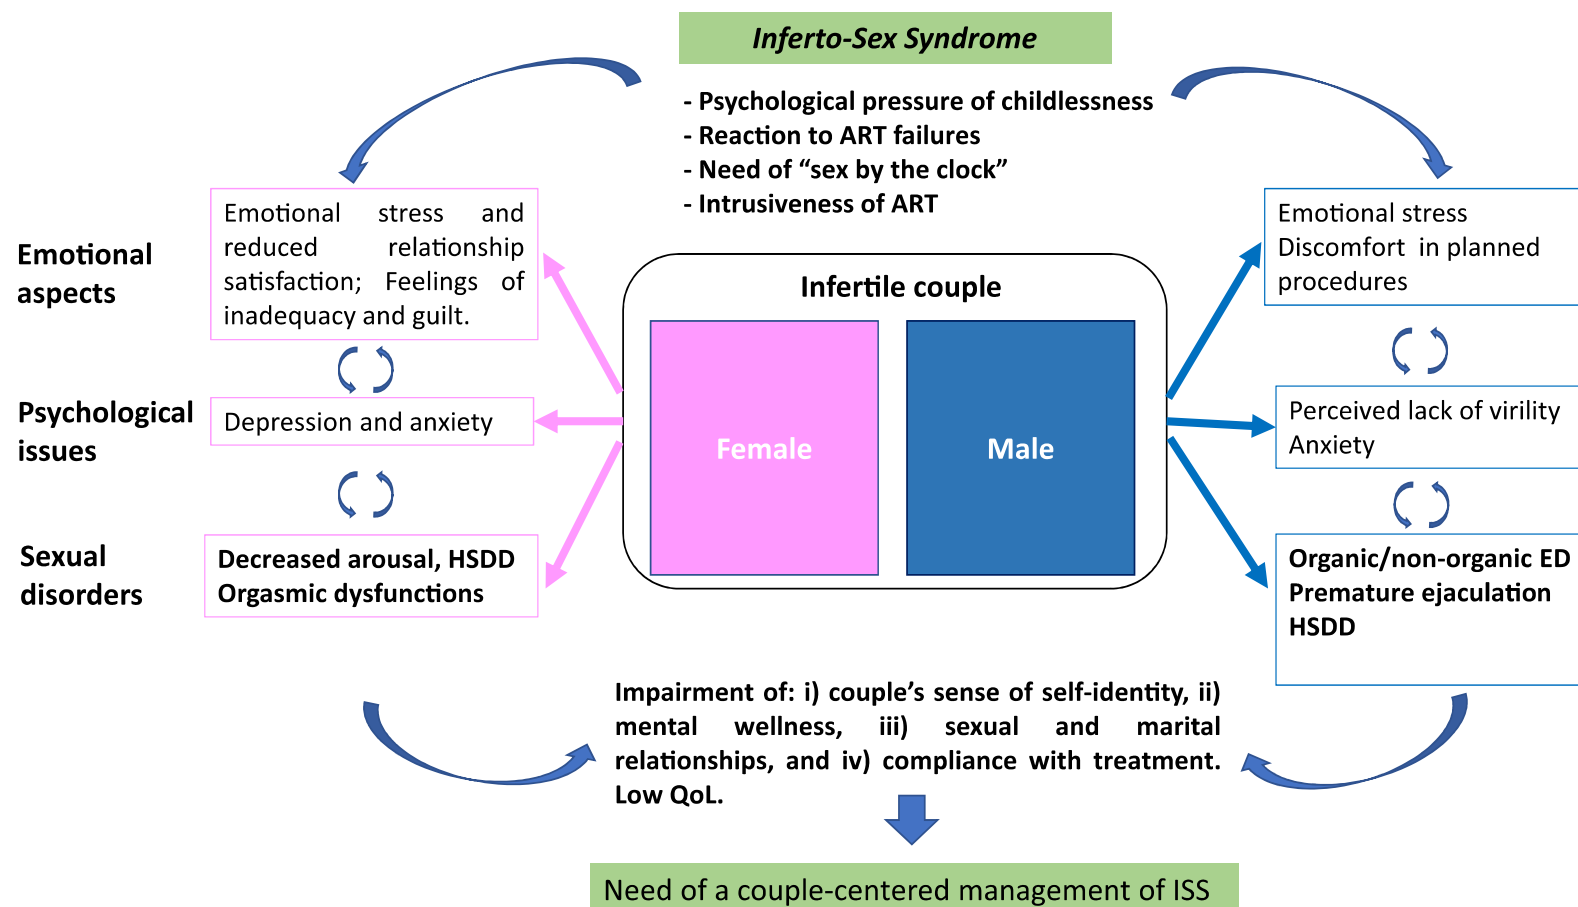 Inferto-Sex Syndrome
- Psychological pressure of childlessness
- Reaction to ART failures
- Need of “sex by the clock”
- Intrusiveness of ART
Emotional
aspects
Emotional stress and
reduced relationship
satisfaction; Feelings of
inadequacy and guilt.
Psychological
issues
Depression and anxiety
Sexual
disorders
Decreased arousal, HSDD
Orgasmic dysfunctions
Infertile couple
Female
Male
Emotional stress
Discomfort in planned
procedures
Perceived lack of virility
Anxiety
Organic/non-organic ED
Premature ejaculation
HSDD
Impairment of: i) couple’s sense of self-identity, ii)
mental wellness, iii) sexual and marital
relationships, and iv) compliance with treatment.
Low QoL.
Need of a couple-centered management of ISS